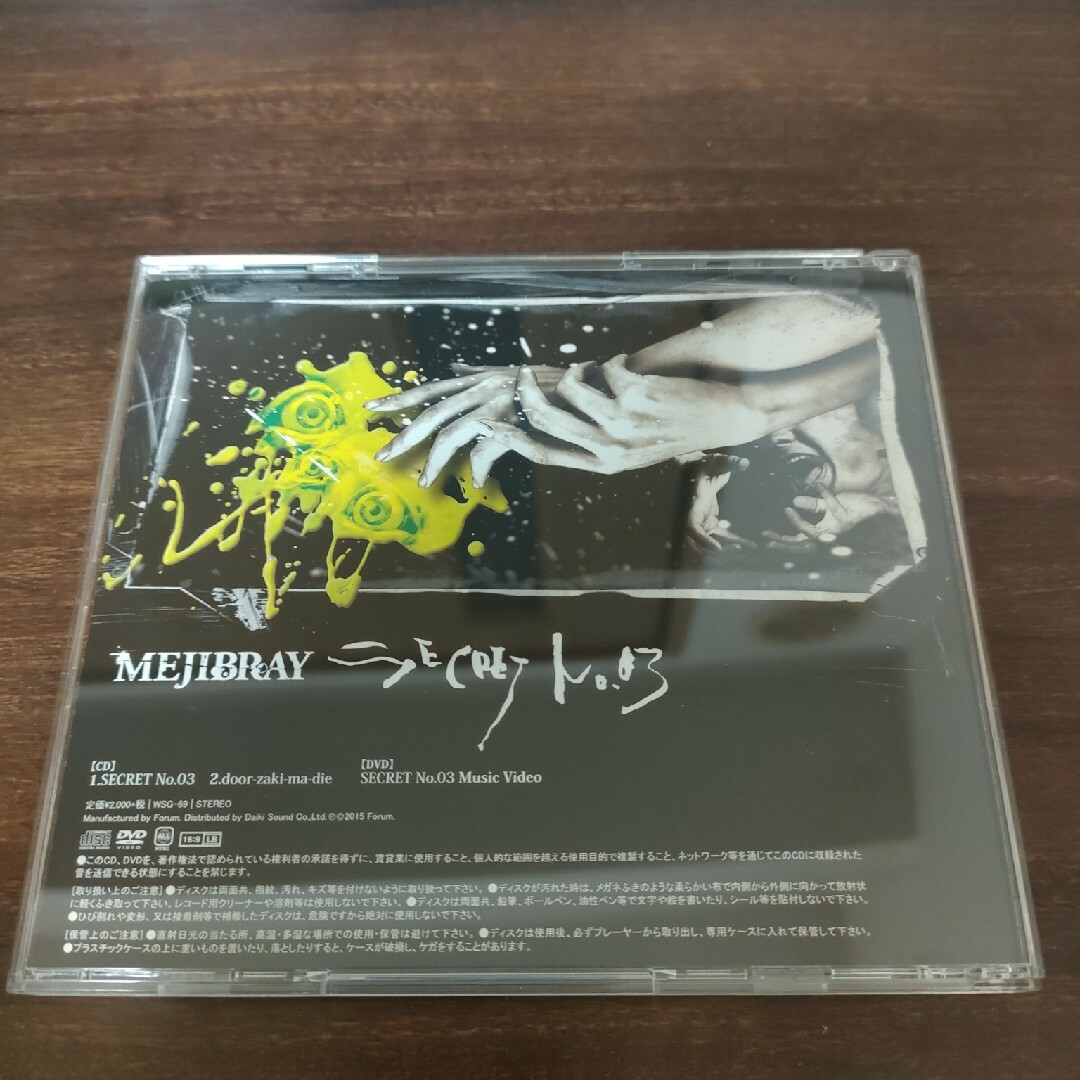 MEJIBRAY SECRET No.03
【CD】
1.SECRET No.03 2.door-zaki-ma-die
【DVD】
SECRET No.03 Music Video
定価¥2,000+税 | WSG-69 | STEREO
Manufactured by Forum. Distributed by Daiki Sound Co.,Ltd. ℗©2015 Forum.
COMPACT disc DIGITAL AUDIO DVD VIDEO ALL NTSC 16:9 LB
●このCD、DVDを、著作権法で認められている権利者の承諾を得ずに、賃貸業に使用すること、個人的な範囲を越える使用目的で複製すること、ネットワーク等を通じてこのCDに収録された
音を送信できる状態にすることを禁じます。
【取り扱い上のご注意】●ディスクは両面共、指紋、汚れ、キズ等を付けないように取り扱って下さい。●ディスクが汚れた時は、メガネふきのような柔らかい布で内側から外側に向かって放射状
に軽くふき取って下さい。レコード用クリーナーや溶剤等は使用しないで下さい。●ディスクは両面共、鉛筆、ボールペン、油性ペン等で文字や絵を書いたり、シール等を貼付しないで下さい。
●ひび割れや変形、又は接着剤等で補修したディスクは、危険ですから絶対に使用しないで下さい。
【保管上のご注意】●直射日光の当たる所、高温・多湿な場所での使用・保管は避けて下さい。●ディスクは使用後、必ずプレーヤーから取り出し、専用ケースに入れて保管して下さい。
●プラスチックケースの上に重いものを置いたり、落としたりすると、ケースが破損し、ケガをすることがあります。